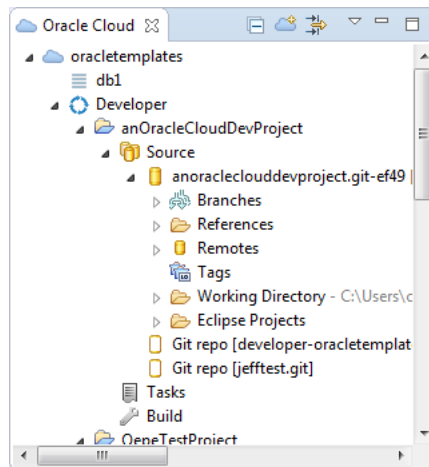 Oracle Cloud
oracletemplates
db1
Developer
anOracleCloudDevProject
Source
anoracleclouddevproject.git-ef49 [
Branches
References
Remotes
Tags
Working Directory - C:\Users\c
Eclipse Projects
Git repo [developer-oracletemplat
Git repo [jefftest.git]
Tasks
Build
OepeTestProject